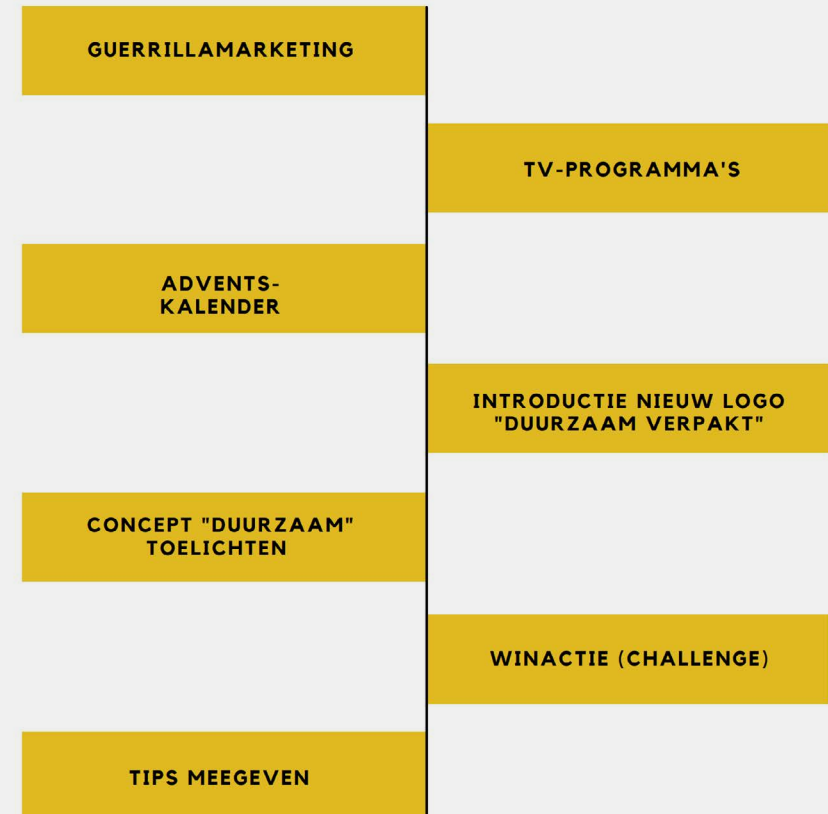 GUERRILLAMARKETING
TV-PROGRAMMA'S
ADVENTS-
KALENDER
INTRODUCTIE NIEUW LOGO
"DUURZAAM VERPAKT"
CONCEPT "DUURZAAM"
TOELICHTEN
WINACTIE (CHALLENGE)
TIPS MEEGEVEN